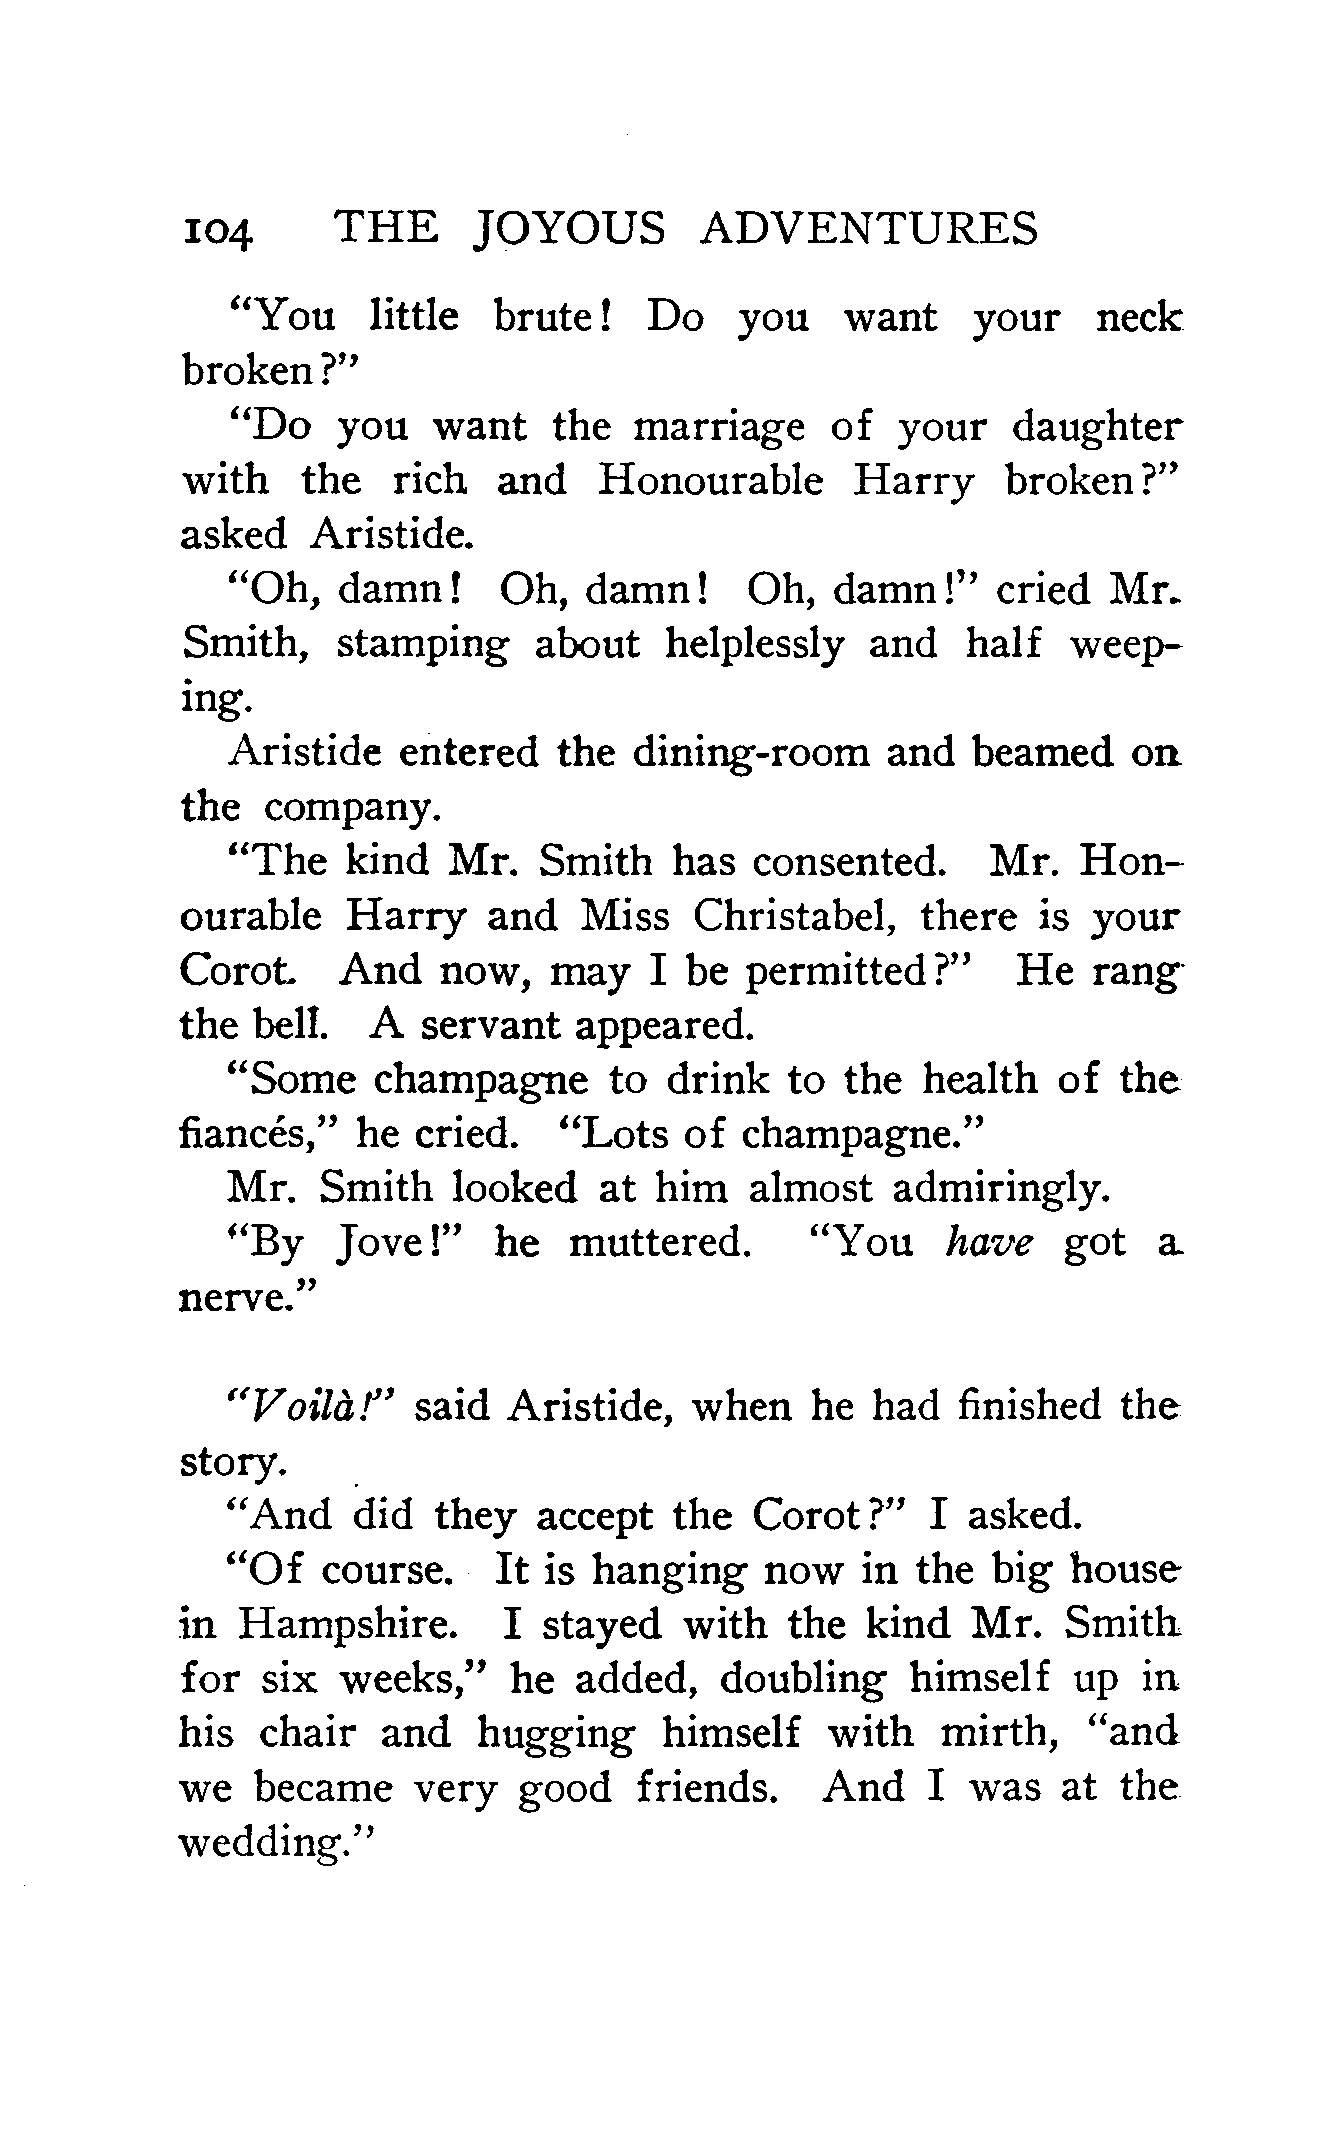 104 THE JOYOUS ADVENTURES
"You little brute! Do you want your neck
broken?"
"Do you want the marriage of your daughter
with the rich and Honourable Harry broken?"
asked Aristide.
"Oh, damn! Oh, damn! Oh, damn!" cried Mr.
Smith, stamping about helplessly and half weep-
ing.
Aristide entered the dining-room and beamed on
the company.
"The kind Mr. Smith has consented. Mr. Hon-
ourable Harry and Miss Christabel, there is your
Corot. And now, may I be permitted?" He rang
the bell. A servant appeared.
"Some champagne to drink to the health of the
fiancés," he cried. "Lots of champagne."
Mr. Smith looked at him almost admiringly.
"By Jove!" he muttered. "You have got a
nerve."
"Voilà!" said Aristide, when he had finished the
story.
"And did they accept the Corot?" I asked.
"Of course. It is hanging now in the big house
in Hampshire. I stayed with the kind Mr. Smith
for six weeks," he added, doubling himself up in
his chair and hugging himself with mirth, "and
we became very good friends. And I was at the
wedding."